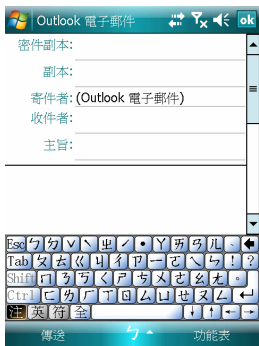 Outlook 電子郵件 ok
密件副本:
副本:
寄件者: (Outlook 電子郵件)
收件者:
主旨:
Esc ㄅ ㄉ ˇ ˋ ㄓ ˊ ˙ ㄚ ㄞ ㄢ ㄦ
Tab ㄆ ㄊ ㄍ ㄐ ㄔ ㄗ ㄧ ㄛ ㄟ ㄣ ! ?
Shift ㄇ ㄋ ㄎ ㄑ ㄕ ㄘ ㄨ ㄜ ㄠ ㄤ 。
Ctrl ㄈ ㄌ ㄏ ㄒ ㄖ ㄙ ㄩ ㄝ ㄡ ㄥ
注 英 符 全
傳送 ㄅ 功能表